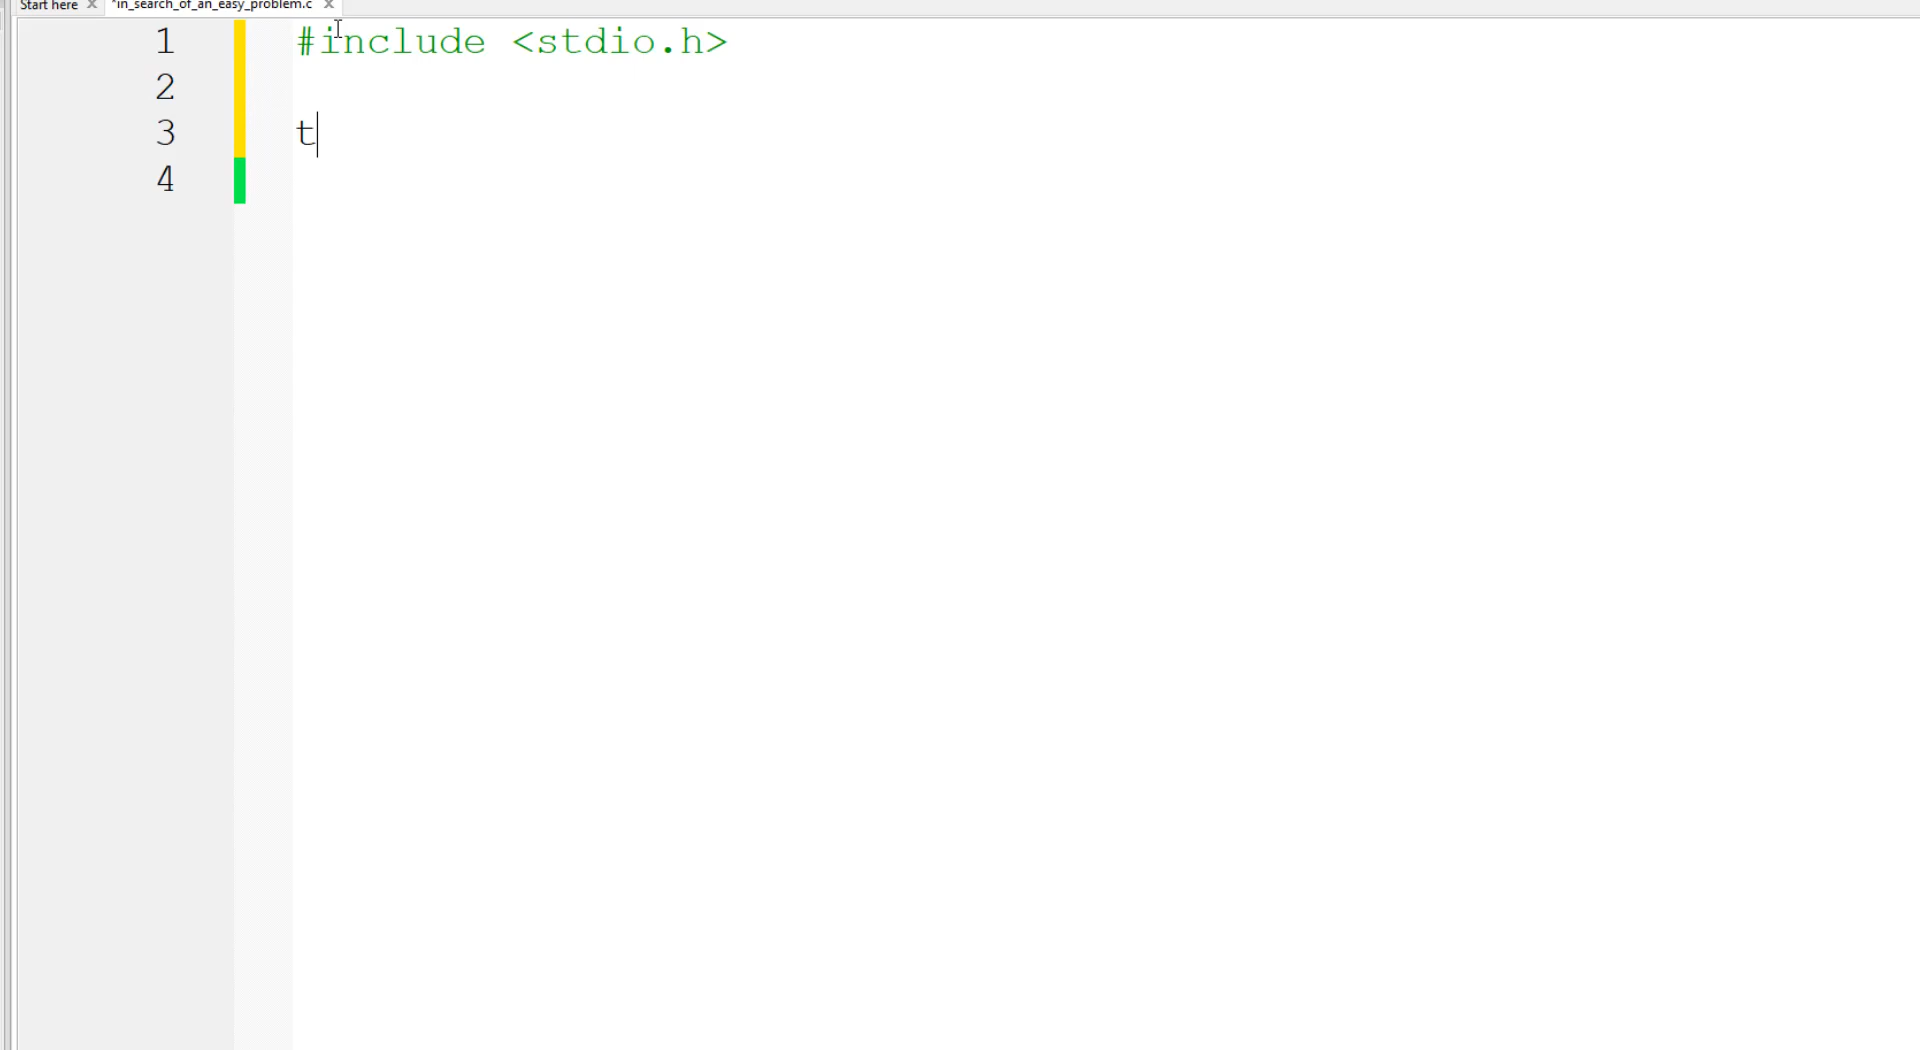 Start here
*in_search_of_an_easy_problem.c
1 #include <stdio.h>
2
3 t
4